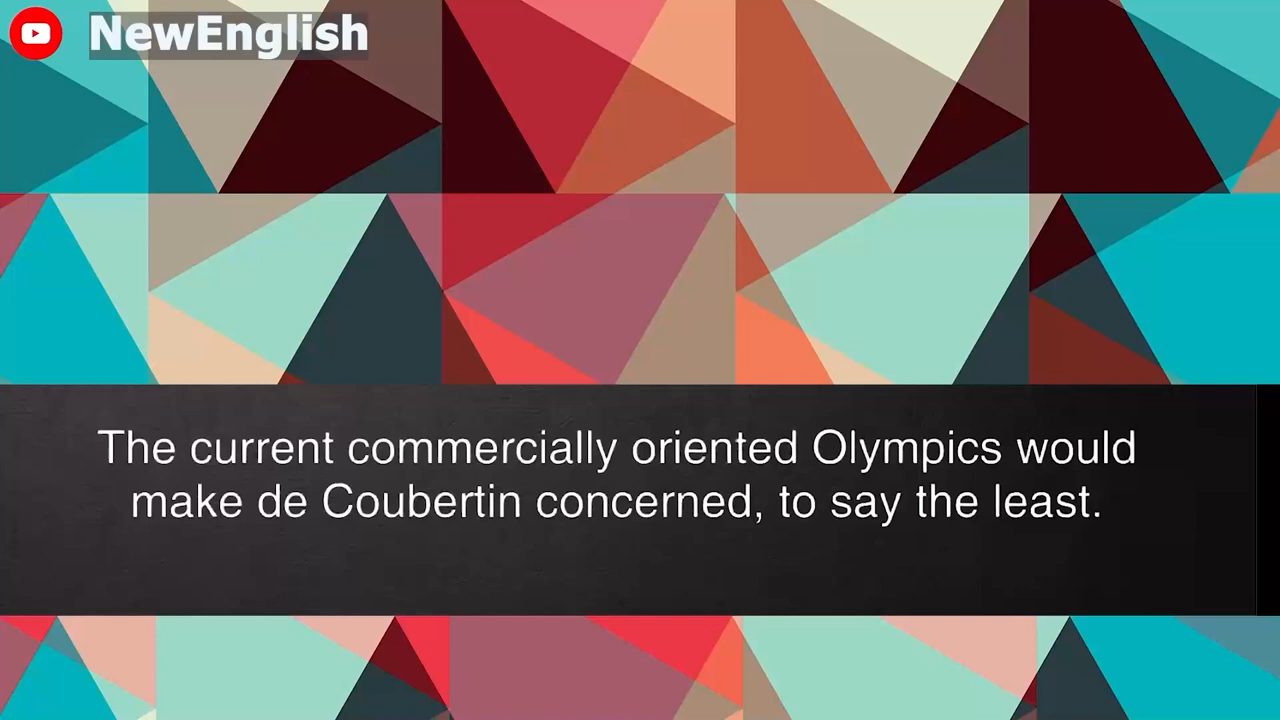 NewEnglish
The current commercially oriented Olympics would
make de Coubertin concerned, to say the least.